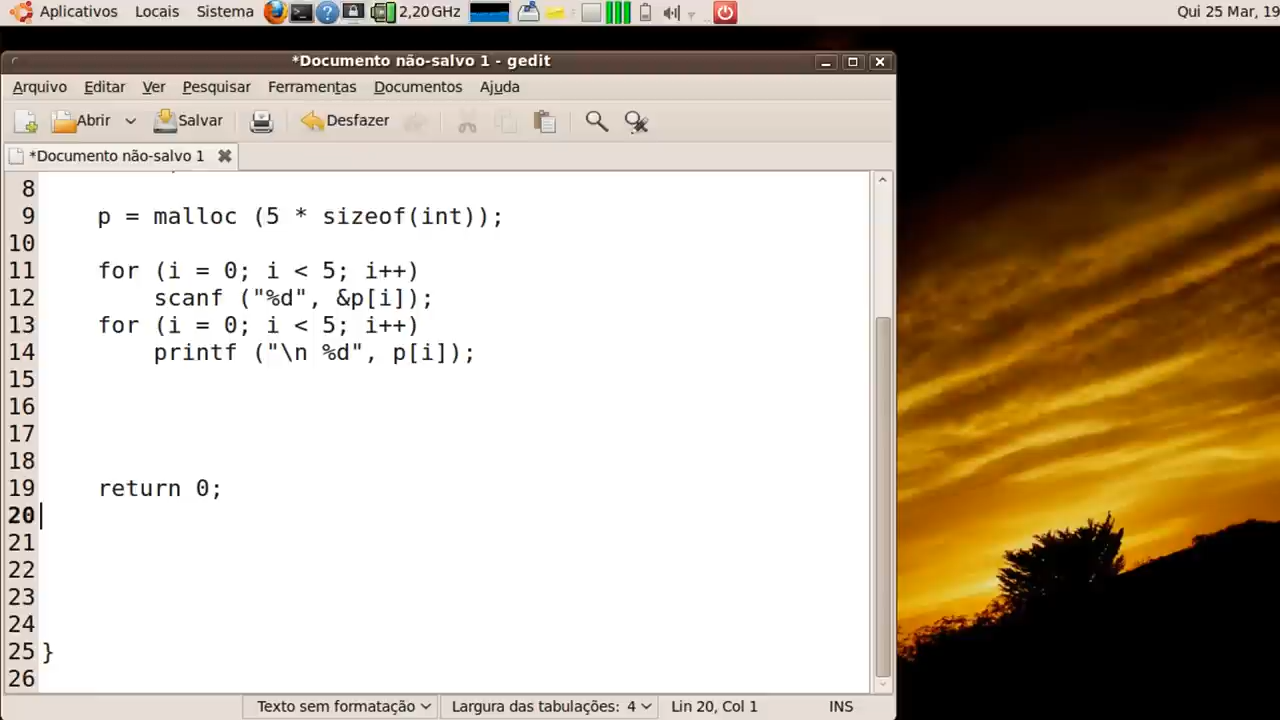 Aplicativos Locais Sistema 2,20 GHz Qui 25 Mar, 19
*Documento não-salvo 1 - gedit
Arquivo Editar Ver Pesquisar Ferramentas Documentos Ajuda
Abrir Salvar Desfazer
*Documento não-salvo 1
8
9 p = malloc (5 * sizeof(int));
10
11 for (i = 0; i < 5; i++)
12 scanf ("%d", &p[i]);
13 for (i = 0; i < 5; i++)
14 printf ("\n %d", p[i]);
15
16
17
18
19 return 0;
20
21
22
23
24
25 }
26
Texto sem formatação Largura das tabulações: 4 Lin 20, Col 1 INS